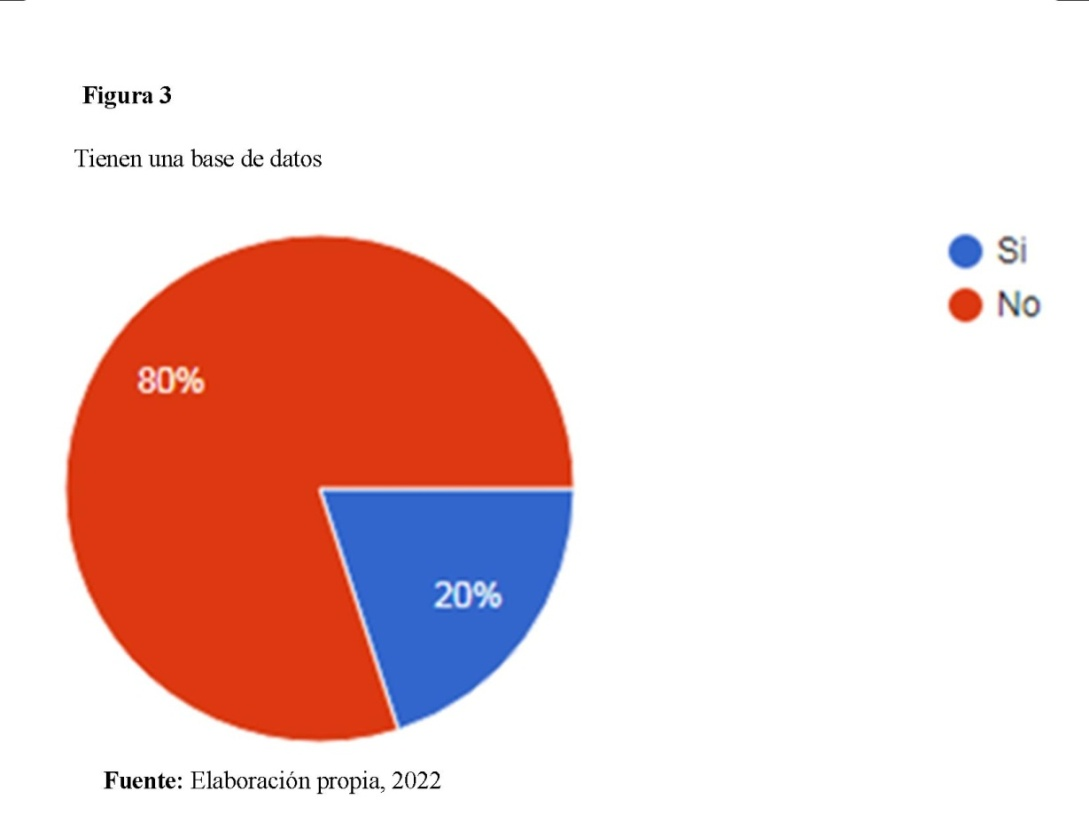 Figura 3
Tienen una base de datos
Si
No
80%
20%
Fuente: Elaboración propia, 2022